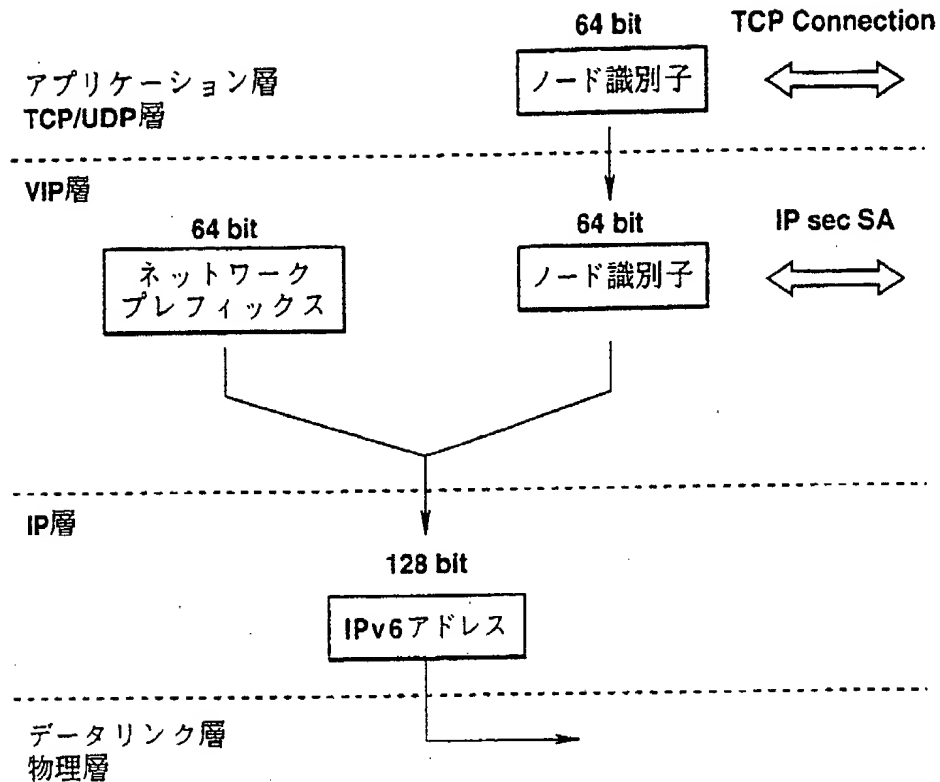 64 bit
TCP Connection
アプリケーション層
TCP/UDP層
ノード識別子
VIP層
64 bit
64 bit
IP sec SA
ネットワーク
プレフィックス
ノード識別子
IP層
128 bit
IPv6アドレス
データリンク層
物理層